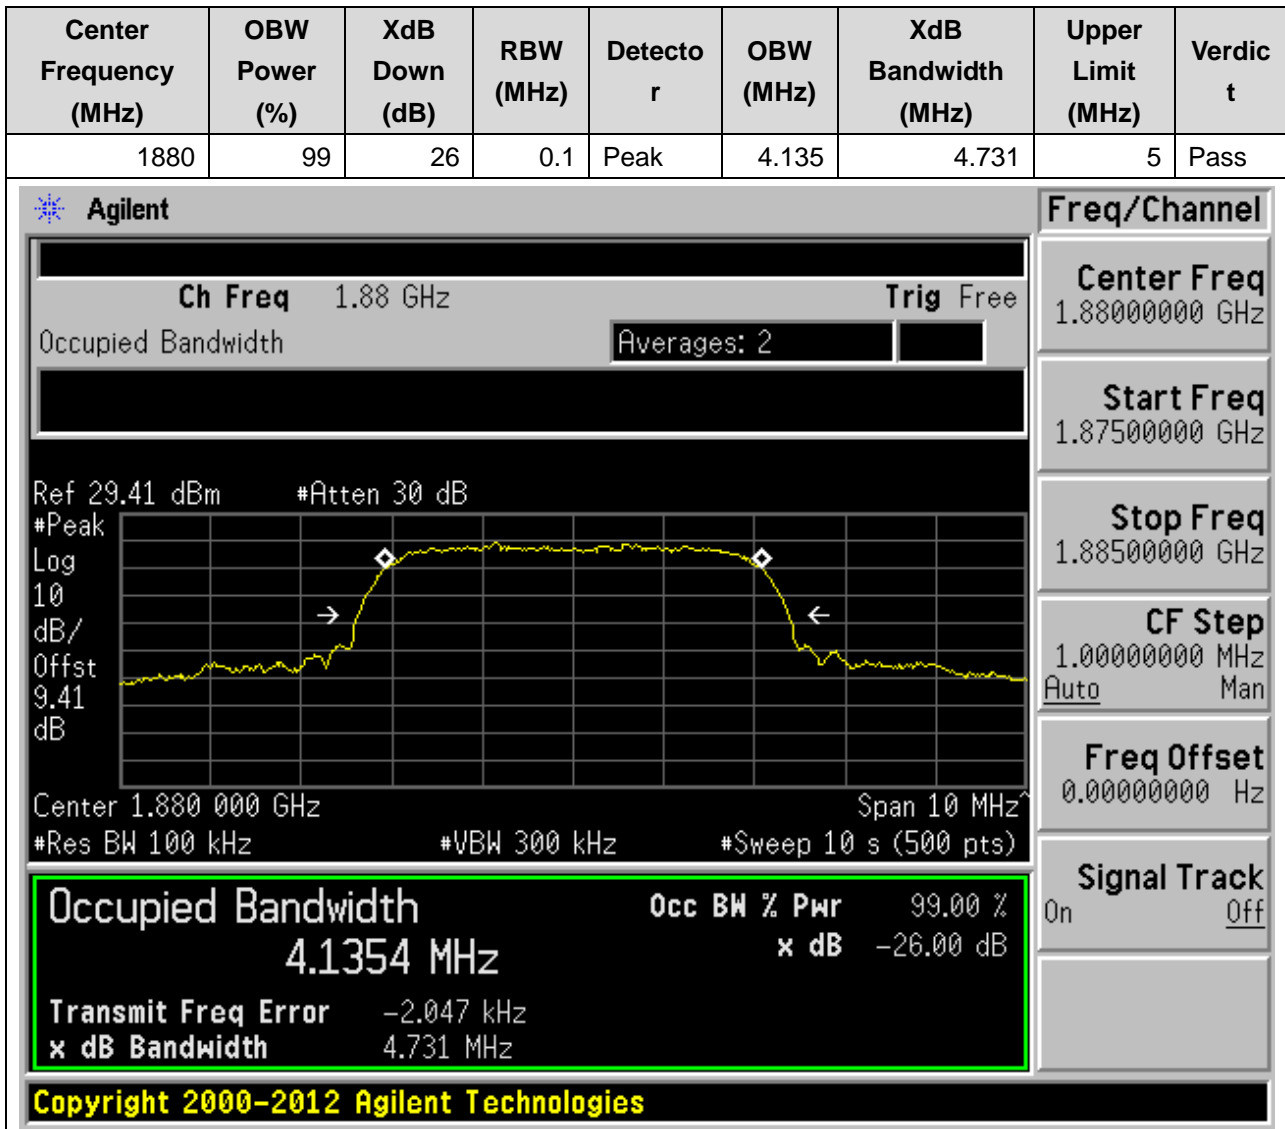 Center Frequency (MHz) OBW Power (%) XdB Down (dB) RBW (MHz) Detecto r OBW (MHz) XdB Bandwidth (MHz) Upper Limit (MHz) Verdic t
1880 99 26 0.1 Peak 4.135 4.731 5 Pass
Agilent
Freq/Channel
Ch Freq 1.88 GHz Trig Free
Occupied Bandwidth Averages: 2
Ref 29.41 dBm #Atten 30 dB
#Peak
Log
10
dB/
Offst
9.41
dB
Center 1.880 000 GHz Span 10 MHz^
#Res BW 100 kHz #VBW 300 kHz #Sweep 10 s (500 pts)
Occupied Bandwidth
4.1354 MHz
Occ BW % Pwr 99.00 %
x dB -26.00 dB
Transmit Freq Error -2.047 kHz
x dB Bandwidth 4.731 MHz
Center Freq
1.88000000 GHz
Start Freq
1.87500000 GHz
Stop Freq
1.88500000 GHz
CF Step
1.00000000 MHz
Auto Man
Freq Offset
0.00000000 Hz
Signal Track
On Off
Copyright 2000-2012 Agilent Technologies